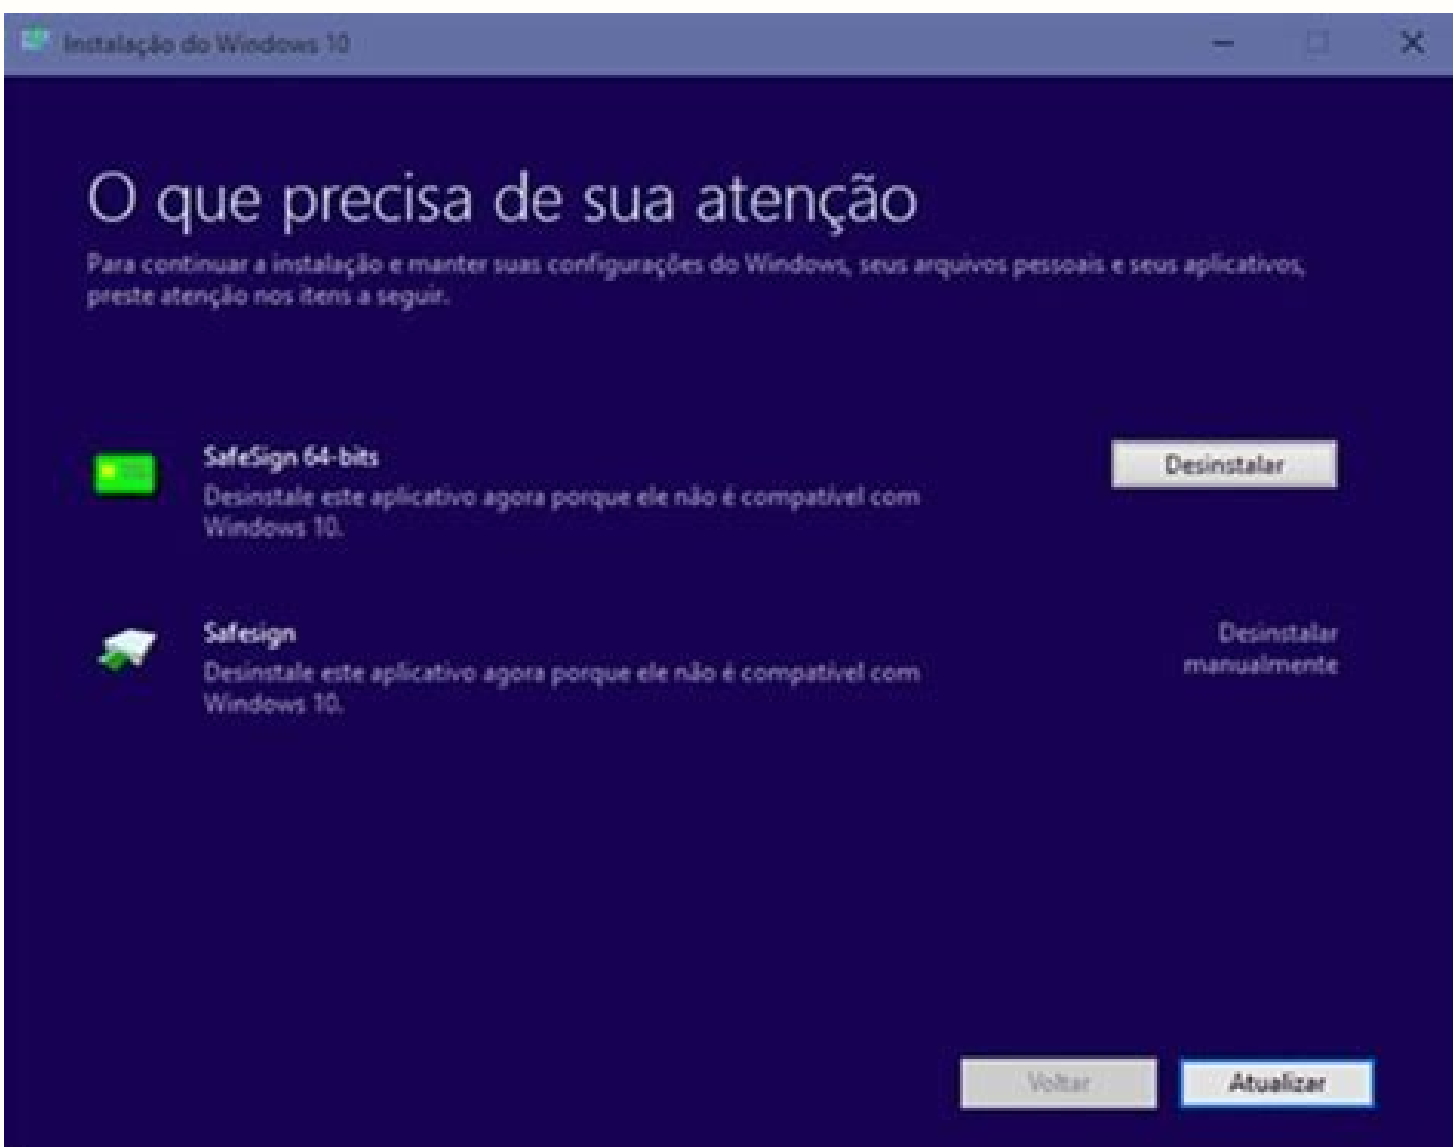 Instalação do Windows 10
O que precisa de sua atenção
Para continuar a instalação e manter suas configurações do Windows, seus arquivos pessoais e seus aplicativos,
preste atenção nos itens a seguir.
SafeSign 64-bits
Desinstalar
Desinstale este aplicativo agora porque ele não é compatível com
Windows 10.
Safesign
Desinstalar
manualmente
Desinstale este aplicativo agora porque ele não é compatível com
Windows 10.
Voltar
Atualizar